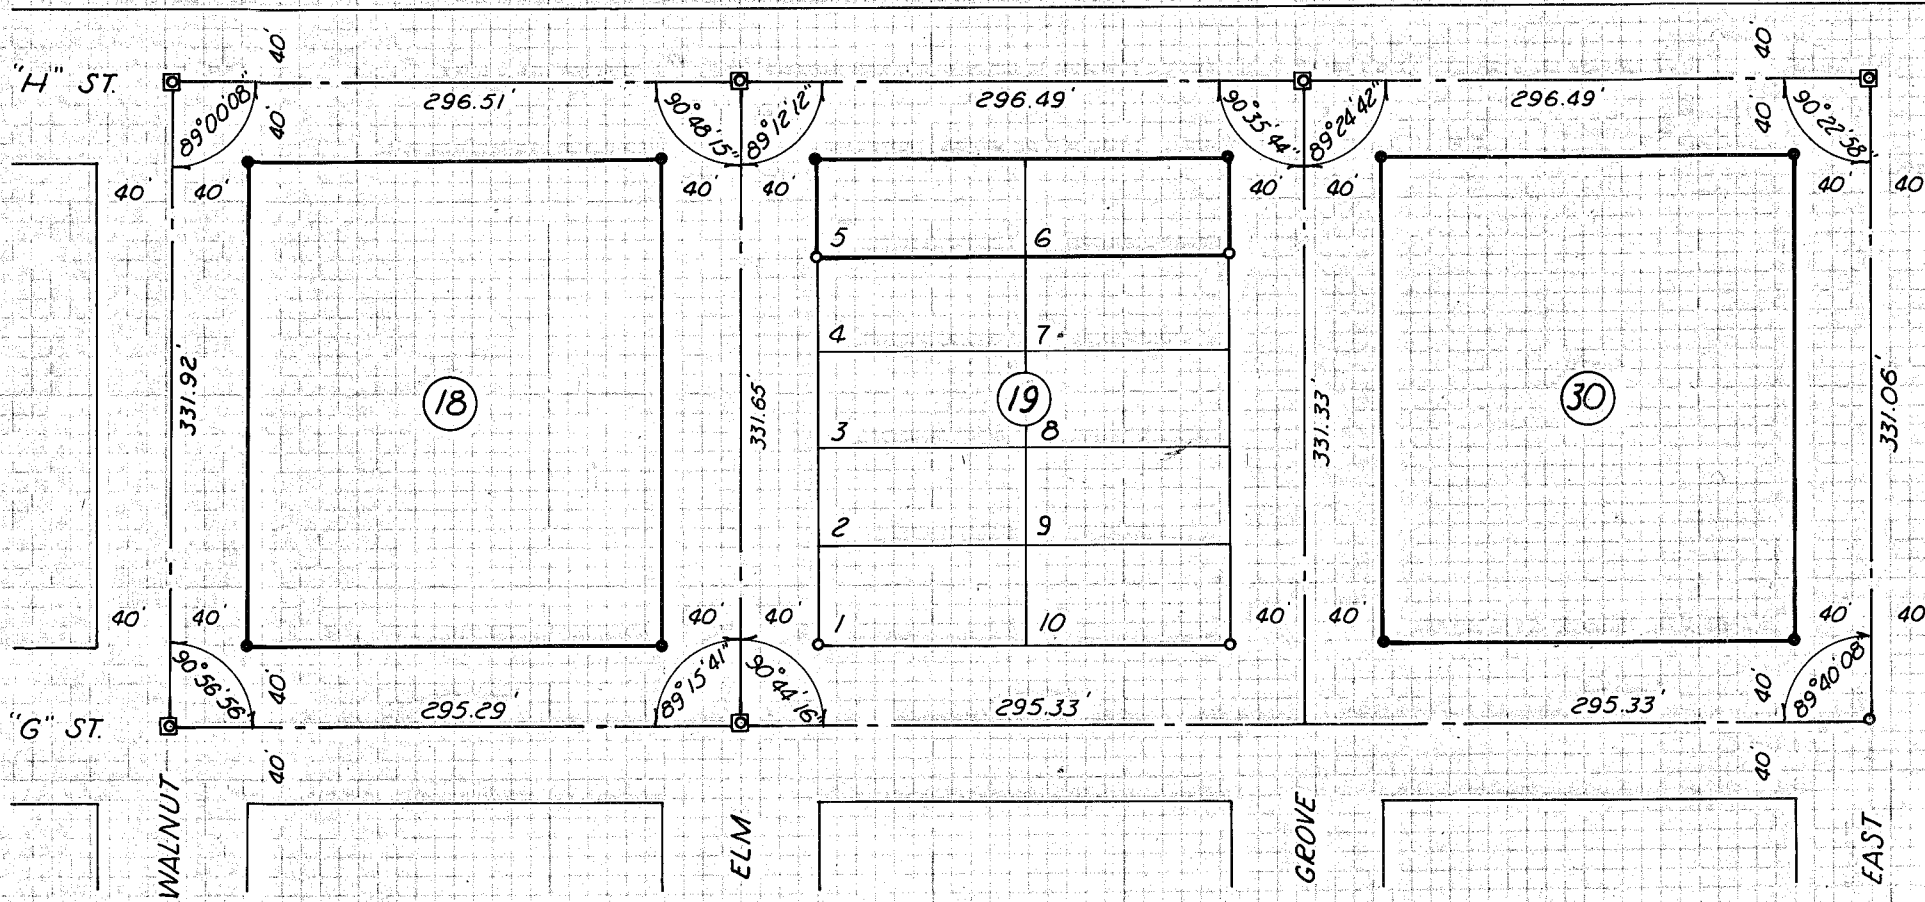 40' 40'
"H" ST.
296.51' 296.49' 296.49'
89°00'08" 40' 90°48'15" 89°12'12" 90°35'44" 89°24'42" 40' 90°22'58"
40' 40' 40' 40' 40' 40' 40' 40
5 6
4 7
331.92' 18 331.65' 19 331.33' 30 331.06'
3 8
2 9
40' 40' 40' 40' 1 10 40' 40' 40' 40
90°56'56" 40' 89°15'41" 90°44'16" 40' 89°40'08"
295.29' 295.33' 295.33'
"G" ST.
40' 40'
WALNUT ELM GROVE EAST